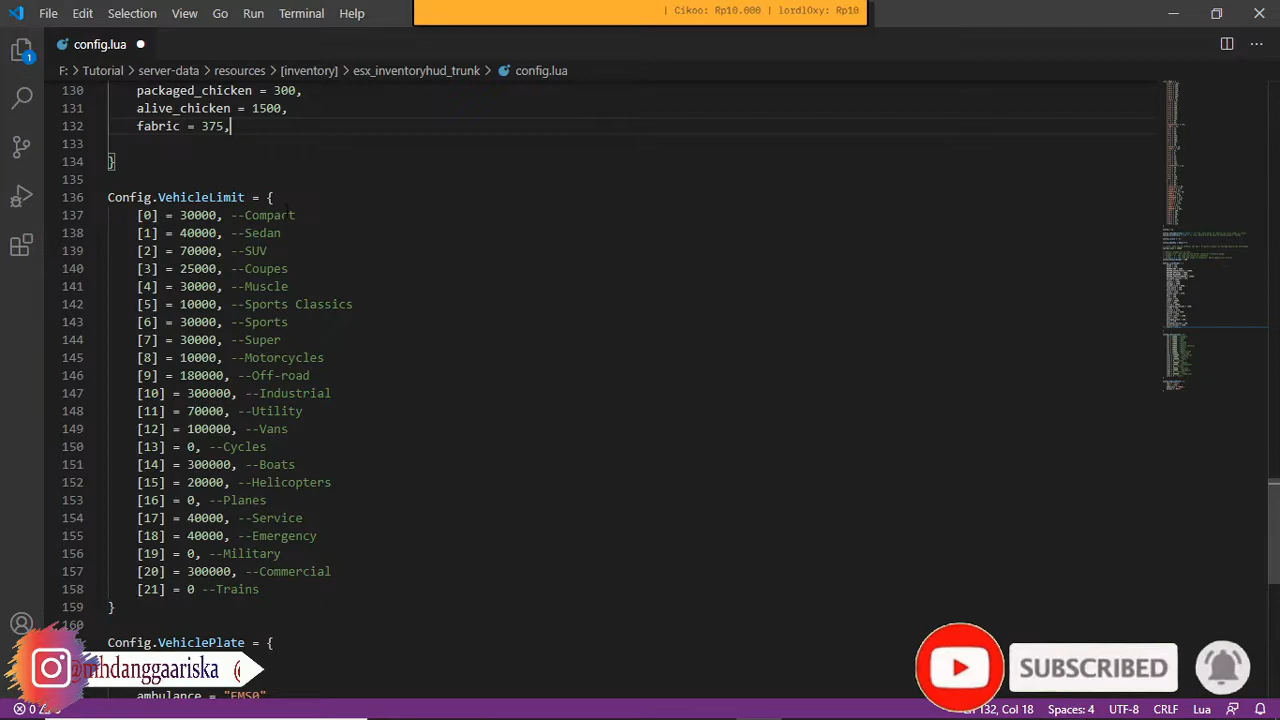 File Edit Selection View Go Run Terminal Help
| Cikoo: Rp10.000 | lordl0xy: Rp10
config.lua
1
F: > Tutorial > server-data > resources > [inventory] > esx_inventoryhud_trunk > config.lua
130 packaged_chicken = 300,
131 alive_chicken = 1500,
132 fabric = 375,
133
134 }
135
136 Config.VehicleLimit = {
137 [0] = 30000, --Compart
138 [1] = 40000, --Sedan
139 [2] = 70000, --SUV
140 [3] = 25000, --Coupes
141 [4] = 30000, --Muscle
142 [5] = 10000, --Sports Classics
143 [6] = 30000, --Sports
144 [7] = 30000, --Super
145 [8] = 10000, --Motorcycles
146 [9] = 180000, --Off-road
147 [10] = 300000, --Industrial
148 [11] = 70000, --Utility
149 [12] = 100000, --Vans
150 [13] = 0, --Cycles
151 [14] = 300000, --Boats
152 [15] = 20000, --Helicopters
153 [16] = 0, --Planes
154 [17] = 40000, --Service
155 [18] = 40000, --Emergency
156 [19] = 0, --Military
157 [20] = 300000, --Commercial
158 [21] = 0 --Trains
159 }
160
Config.VehiclePlate = {
@mhdanggaariska
SUBSCRIBED
ambulance = "EMS0"
0
132, Col 18 Spaces: 4 UTF-8 CRLF Lua